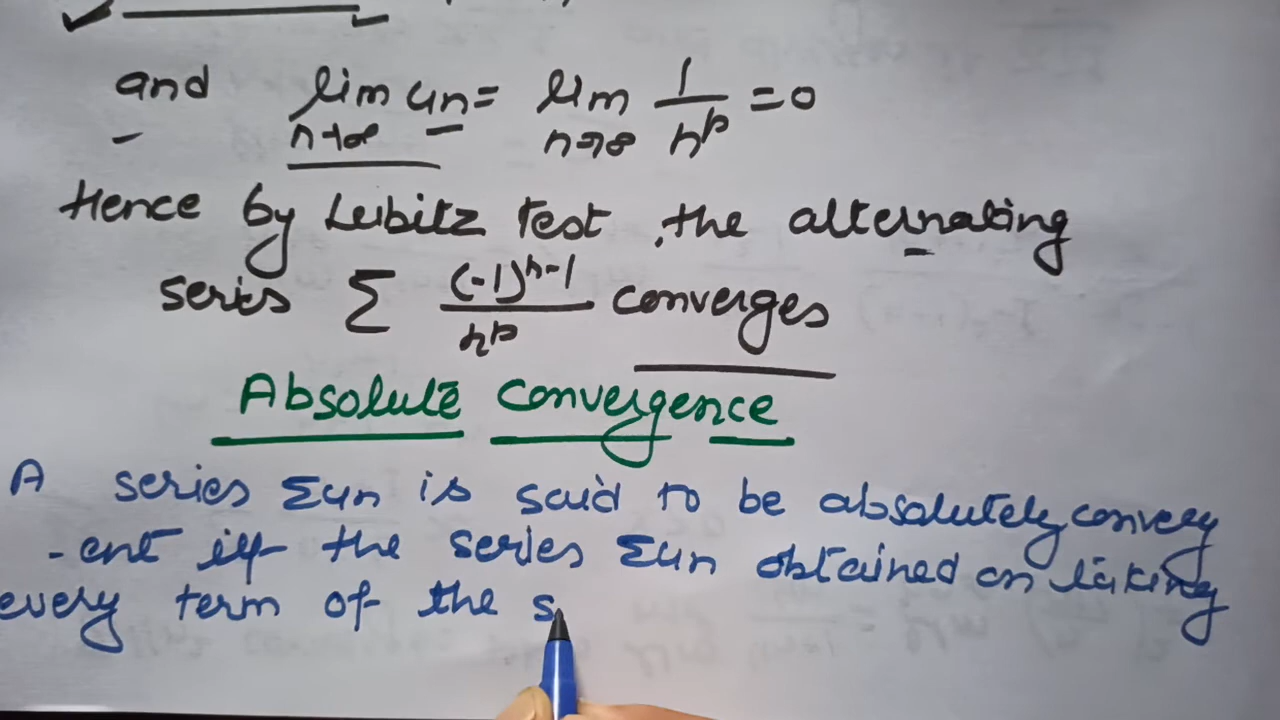 and lim un = lim 1/n^p = 0
n→∞ n→∞
Hence by Leibitz Test, the alternating
series Σ (-1)^n-1 / n^p converges
Absolute Convergence
A series Σun is said to be absolutely converg
-ent if the series Σun obtained on taking
every term of the s